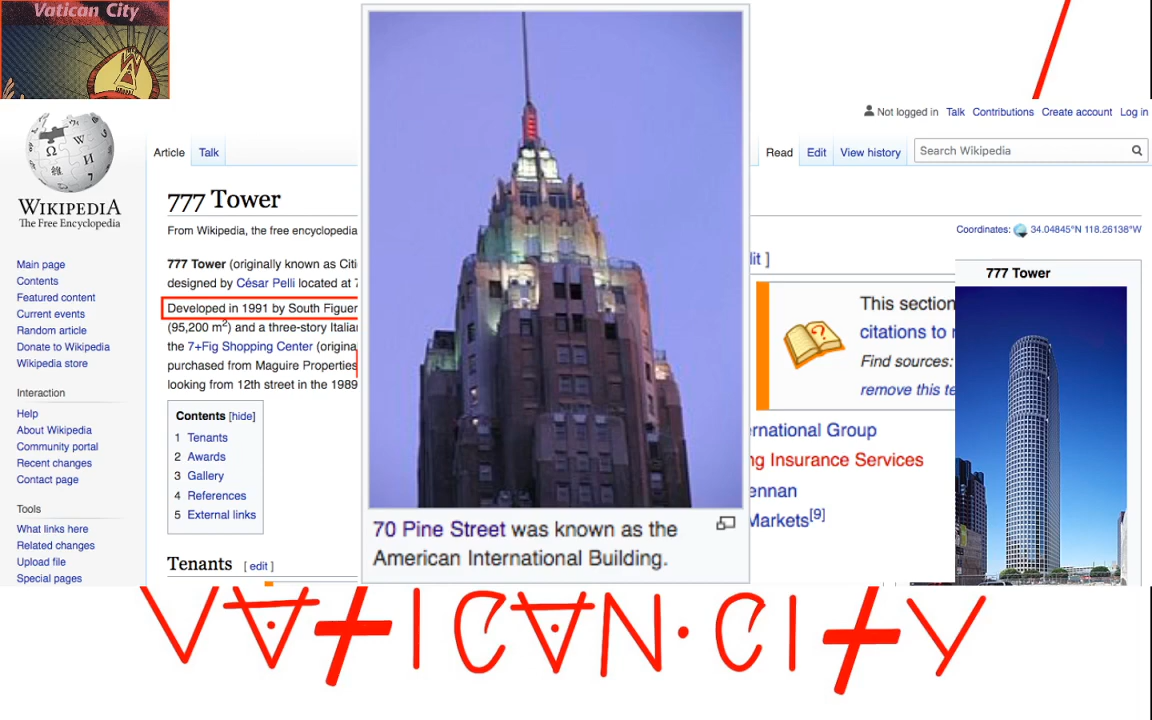 Vatican City
Not logged in Talk Contributions Create account Log in
Article Talk
Read Edit View history
Search Wikipedia
WIKIPEDIA
The Free Encyclopedia
Main page
Contents
Featured content
Current events
Random article
Donate to Wikipedia
Wikipedia store
Interaction
Help
About Wikipedia
Community portal
Recent changes
Contact page
Tools
What links here
Related changes
Upload file
Special pages
777 Tower
From Wikipedia, the free encyclopedia
Coordinates: 34.04845°N 118.26138°W
777 Tower (originally known as Citi
designed by César Pelli located at 7
Developed in 1991 by South Figuer
(95,200 m2) and a three-story Italia
the 7+Fig Shopping Center (origina
purchased from Maguire Properties
looking from 12th street in the 1989
Contents [hide]
1 Tenants
2 Awards
3 Gallery
4 References
5 External links
Tenants [ edit ]
70 Pine Street was known as the
American International Building.
lit ]
This section
citations to r
Find sources:
remove this te
ernational Group
ng Insurance Services
ennan
Markets[9]
777 Tower
VATICAN·CITY